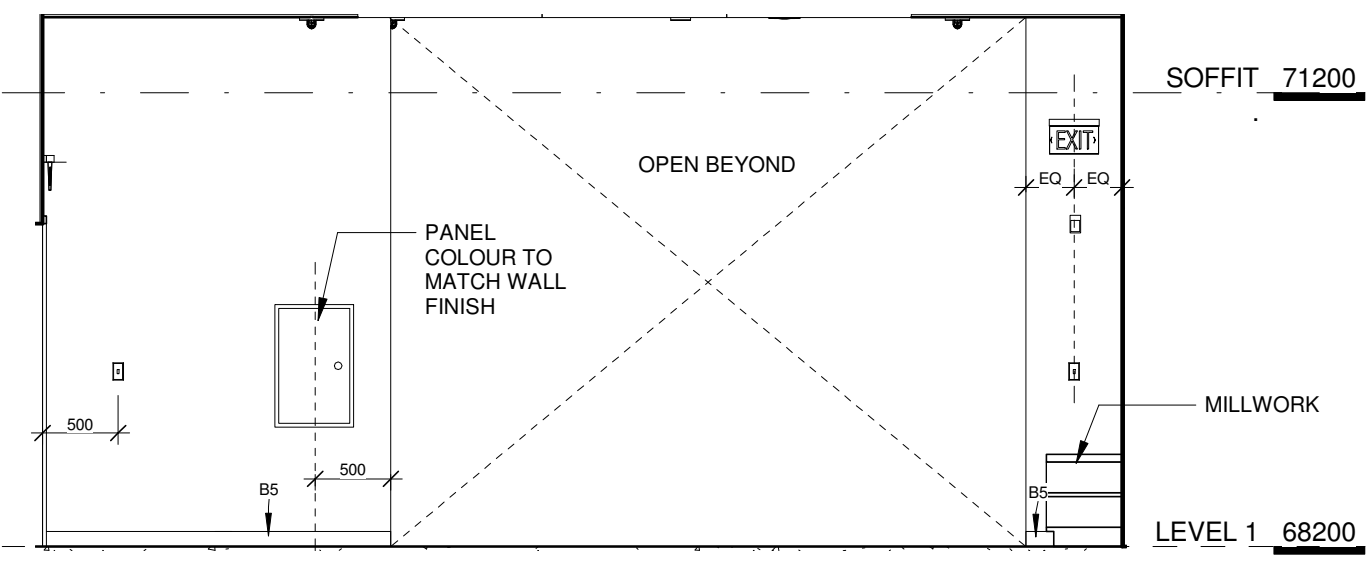 SOFFIT 71200
EXIT
OPEN BEYOND
EQ EQ
PANEL
COLOUR TO
MATCH WALL
FINISH
MILLWORK
500
500
B5
B5
LEVEL 1 68200